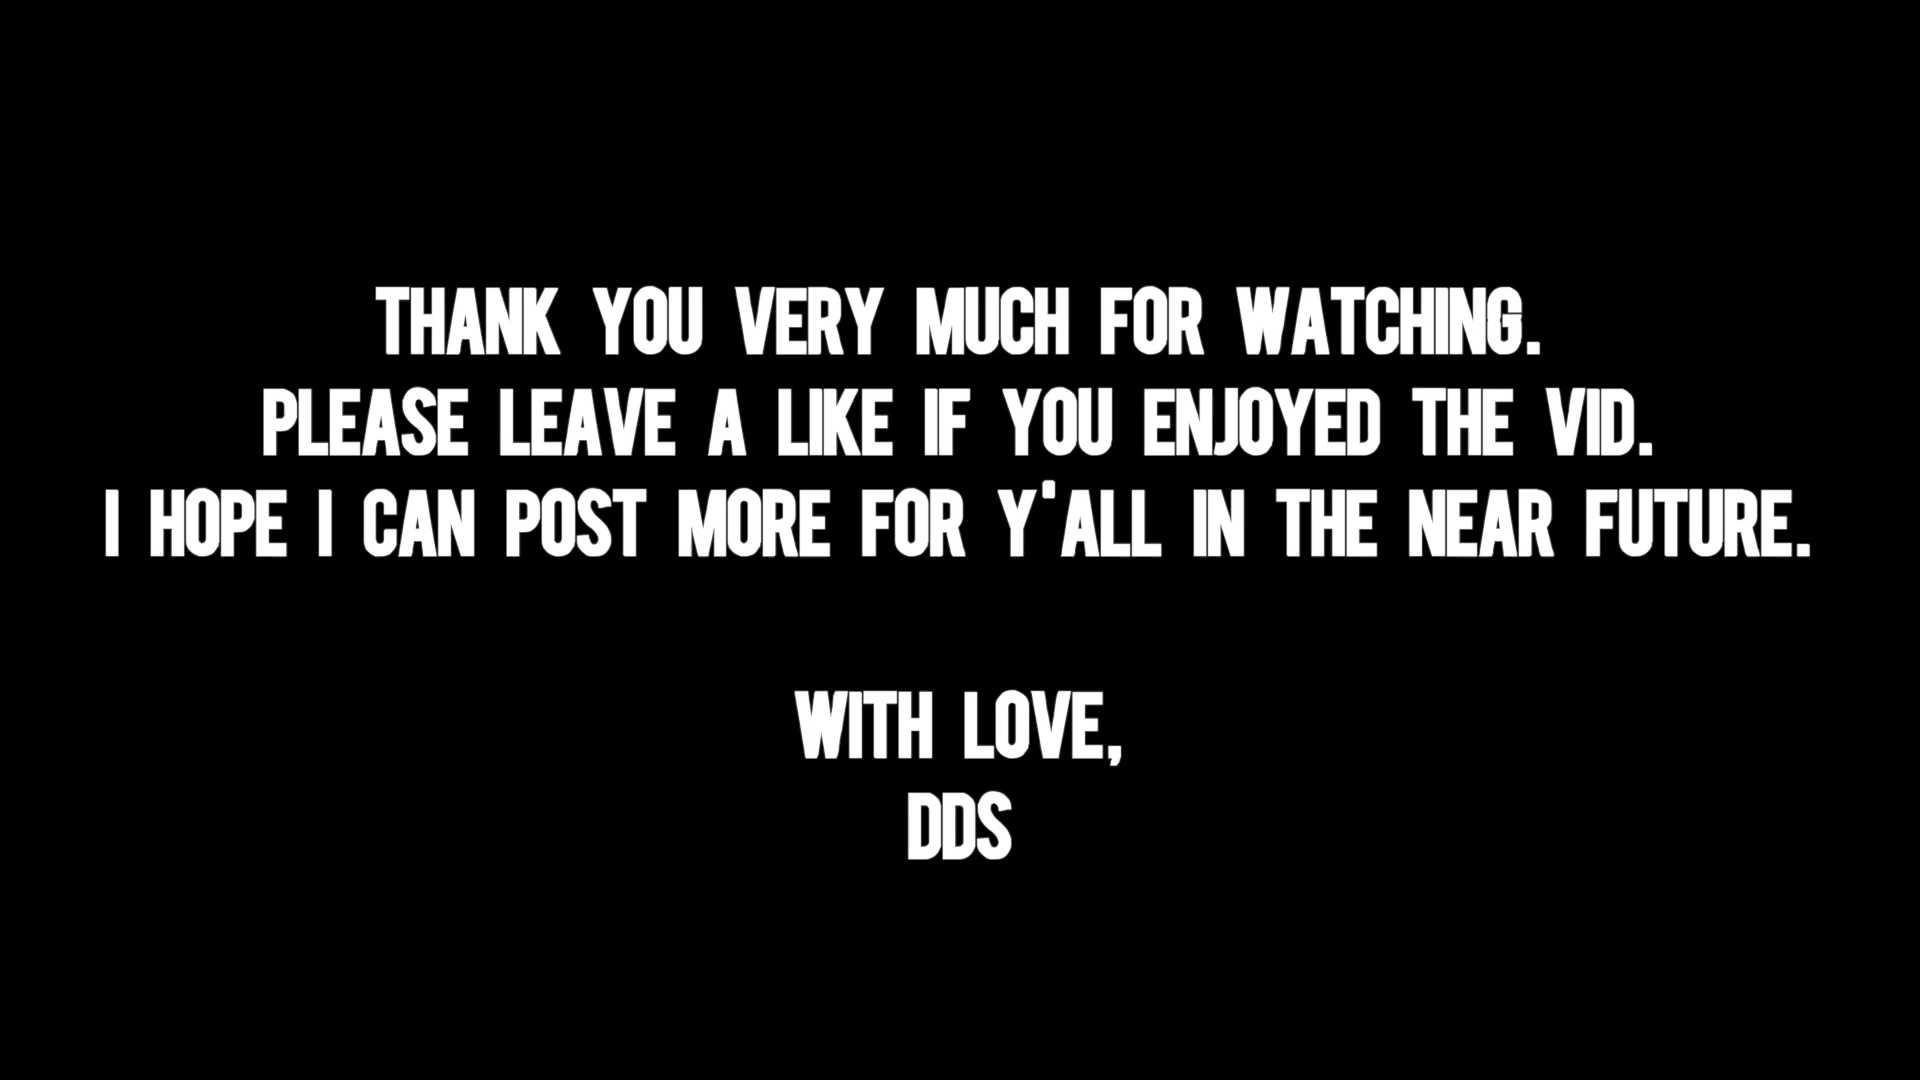 THANK YOU VERY MUCH FOR WATCHING.
PLEASE LEAVE A LIKE IF YOU ENJOYED THE VID.
I HOPE I CAN POST MORE FOR Y'ALL IN THE NEAR FUTURE.
WITH LOVE,
DDS